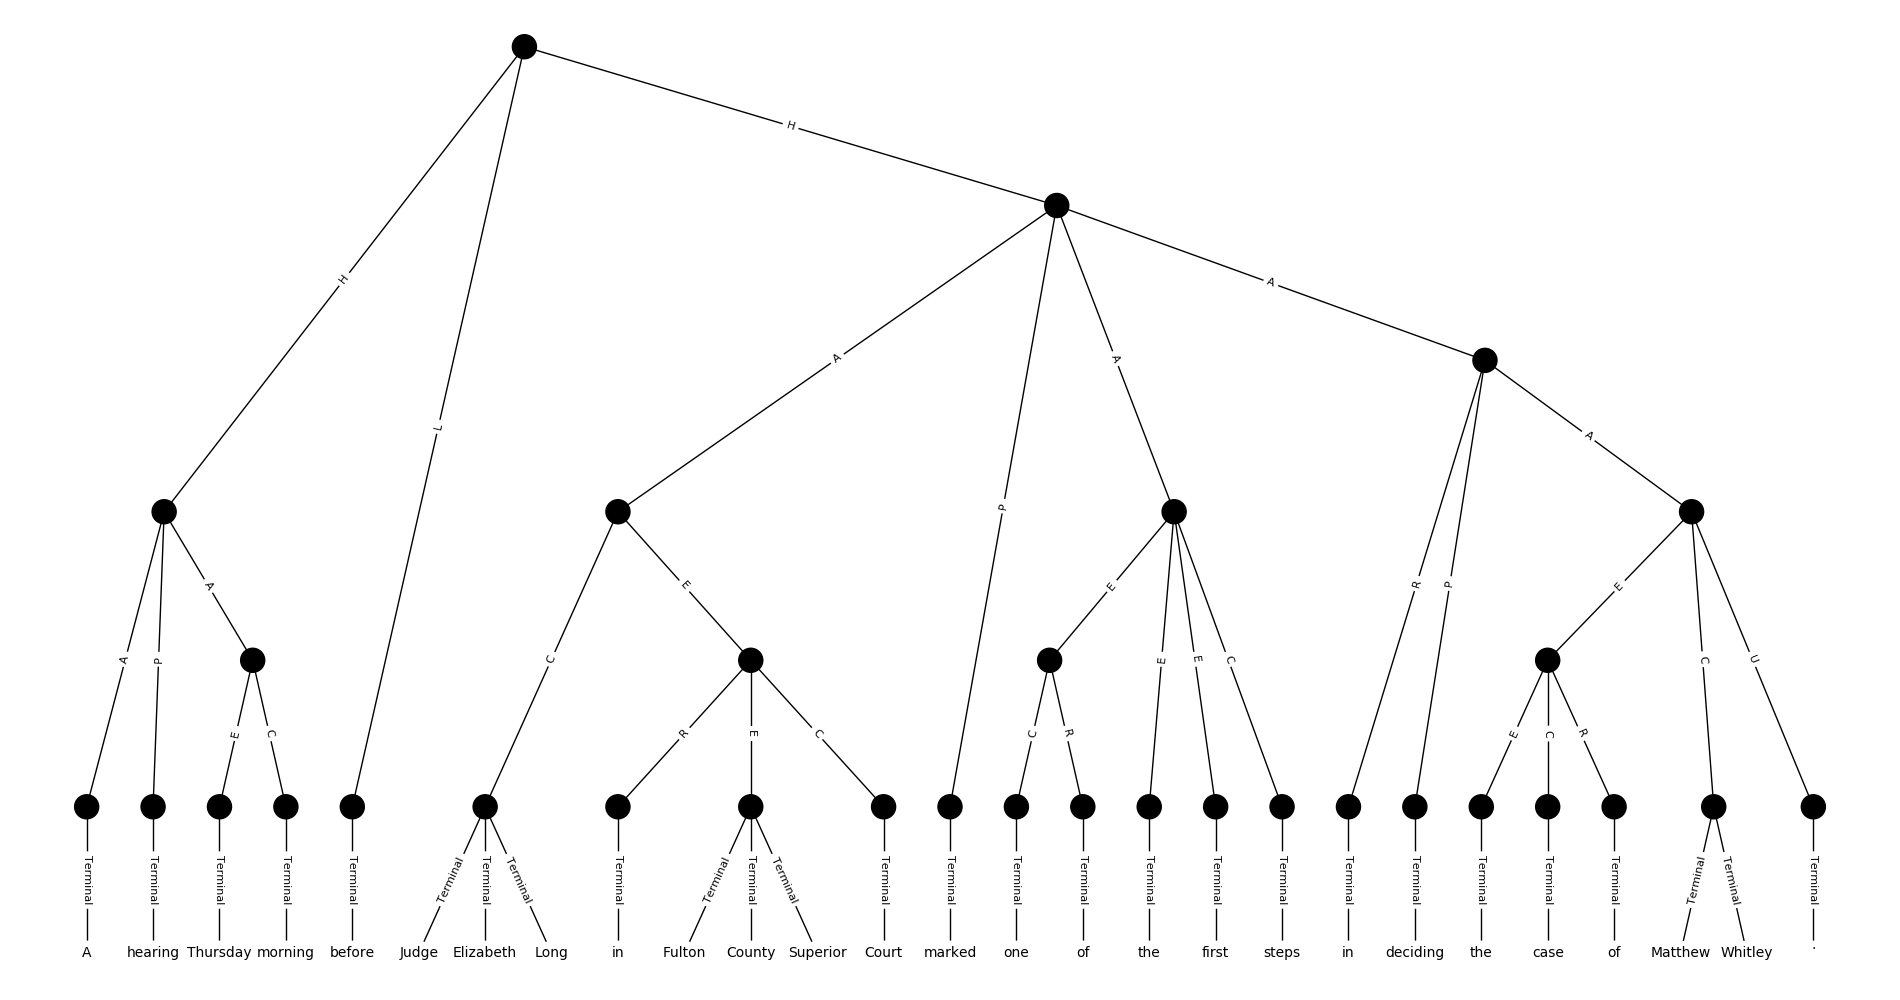 H
H
A
A
H
A
A
L
A
P
A
E
R
P
E
A
P
C
E
E
E
C
C
U
E
C
R
E
C
C
R
E
C
R
Terminal Terminal Terminal Terminal Terminal Terminal Terminal Terminal Terminal Terminal Terminal Terminal Terminal Terminal Terminal Terminal Terminal Terminal Terminal Terminal Terminal Terminal Terminal Terminal Terminal Terminal Terminal
A hearing Thursday morning before Judge Elizabeth Long in Fulton County Superior Court marked one of the first steps in deciding the case of Matthew Whitley .